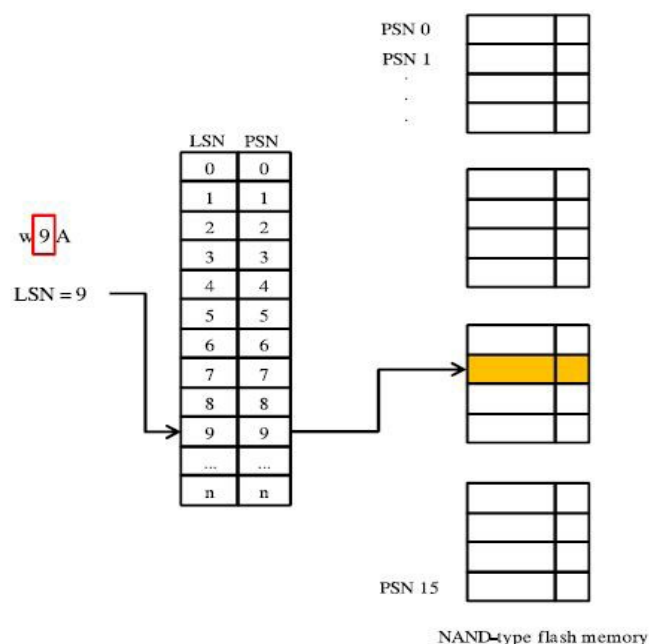 PSN 0
PSN 1
.
.
.
LSN PSN
0 0
1 1
2 2
3 3
4 4
5 5
6 6
7 7
8 8
9 9
... ...
n n
w 9 A
LSN = 9
PSN 15
NAND-type flash memory